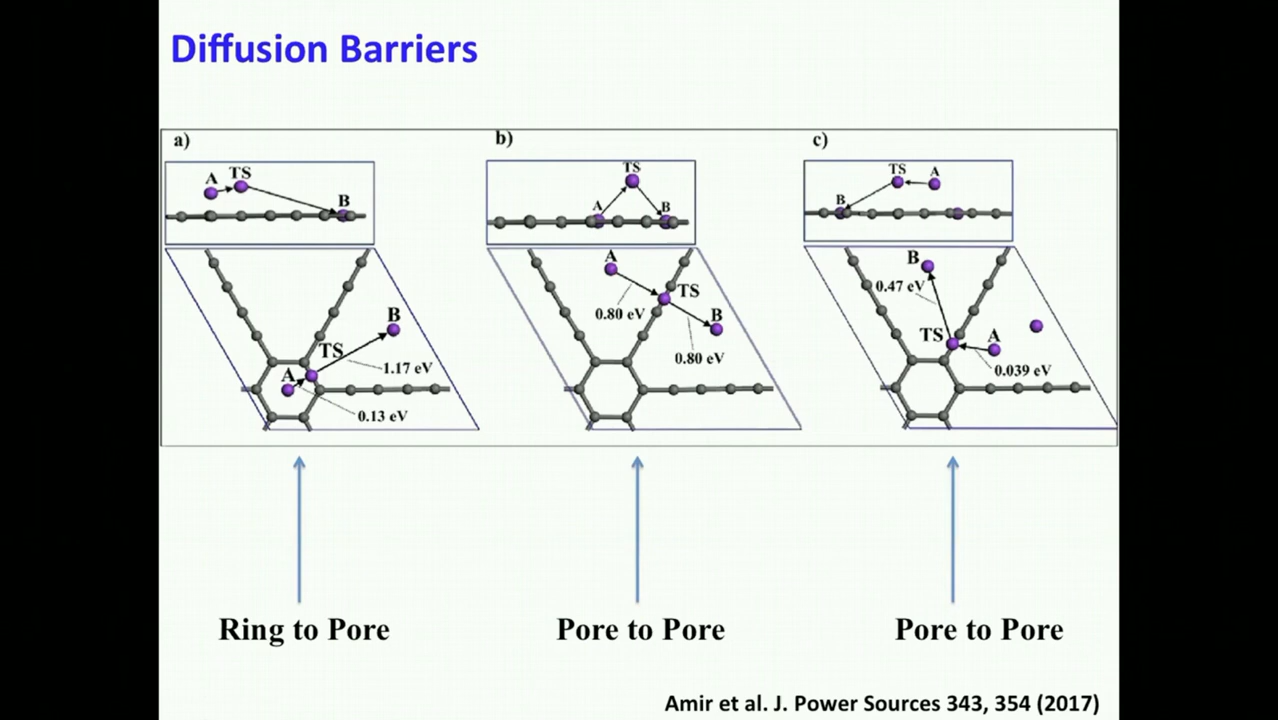 Diffusion Barriers
a)
b)
c)
A
TS
B
TS
A
B
TS
A
B
A
TS
B
1.17 eV
0.13 eV
A
TS
0.80 eV
B
0.80 eV
B
0.47 eV
TS
A
0.039 eV
Ring to Pore
Pore to Pore
Pore to Pore
Amir et al. J. Power Sources 343, 354 (2017)